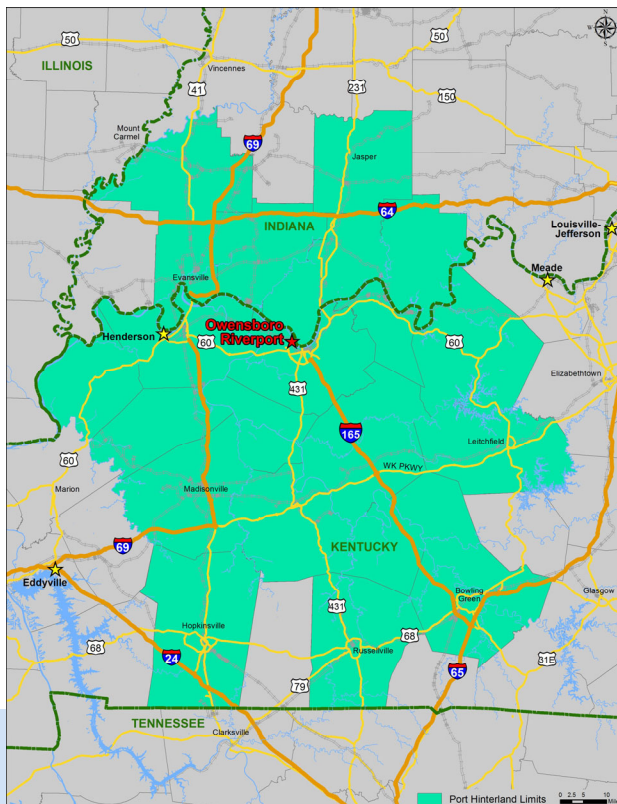 N
S
50
50
ILLINOIS
Vincennes
41
231
150
Mount
Carmel
69
Jasper
64
INDIANA
Louisville-
Jefferson
Meade
Evansville
Owensboro
Riverport
Henderson
60
60
431
Elizabethtown
165
Leitchfield
60
WK PKWY
Marion
Madisonville
69
KENTUCKY
Eddyville
Bowling
Green
Glasgow
431
Hopkinsville
68
68
Russellville
24
31E
79
65
TENNESSEE
Clarksville
Port Hinterland Limits
0 2.5 5 10